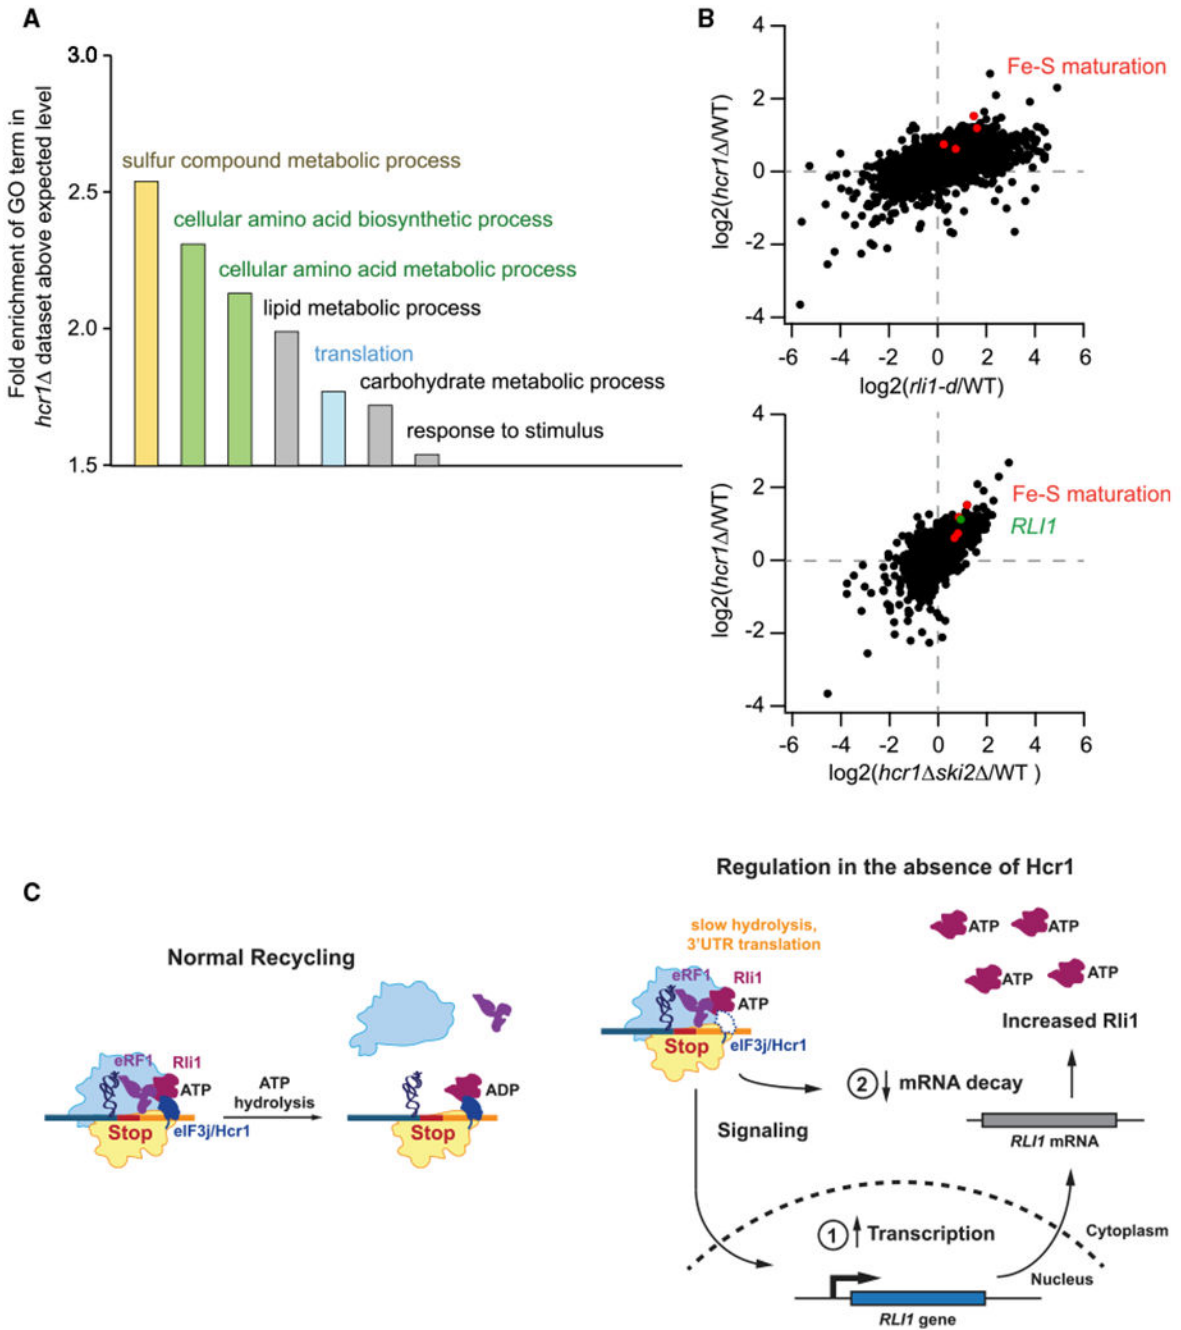 A
Fold enrichment of GO term in
hcr1Δ dataset above expected level
3.0
2.5
2.0
1.5
sulfur compound metabolic process
cellular amino acid biosynthetic process
cellular amino acid metabolic process
lipid metabolic process
translation
carbohydrate metabolic process
response to stimulus
B
log2(hcr1Δ/WT)
4
2
0
-2
-4
Fe-S maturation
-6 -4 -2 0 2 4 6
log2(rli1-d/WT)
log2(hcr1Δ/WT)
4
2
0
-2
-4
Fe-S maturation
RLI1
-6 -4 -2 0 2 4 6
log2(hcr1Δski2Δ/WT )
C
Normal Recycling
eRF1
Rli1
ATP
Stop
eIF3j/Hcr1
ATP
hydrolysis
ADP
Stop
Regulation in the absence of Hcr1
slow hydrolysis,
3'UTR translation
eRF1
Rli1
ATP
Stop
eIF3j/Hcr1
ATP
ATP
ATP
ATP
Increased Rli1
2 mRNA decay
RLI1 mRNA
Signaling
1 Transcription
Cytoplasm
Nucleus
RLI1 gene